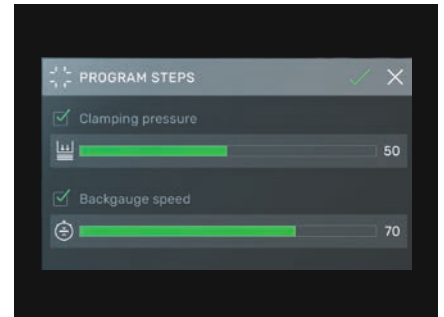 PROGRAM STEPS
Clamping pressure
50
Backgauge speed
70